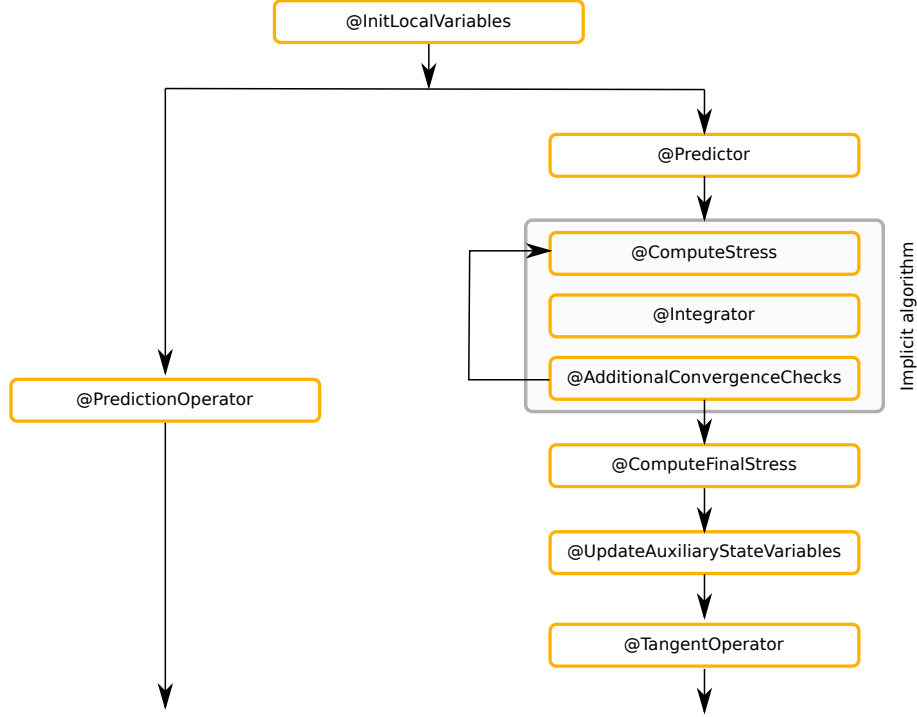 @InitLocalVariables
@Predictor
@ComputeStress
@Integrator
@AdditionalConvergenceChecks
Implicit algorithm
@PredictionOperator
@ComputeFinalStress
@UpdateAuxiliaryStateVariables
@TangentOperator